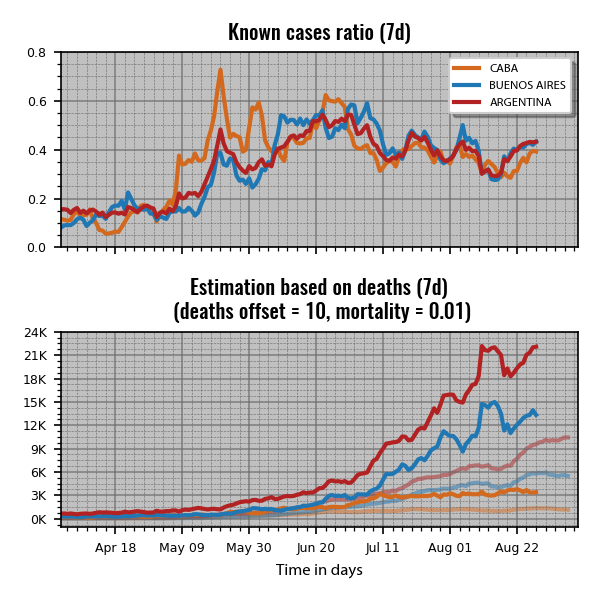 Known cases ratio (7d)
0.8
0.6
0.4
0.2
0.0
CABA
BUENOS AIRES
ARGENTINA
Estimation based on deaths (7d)
(deaths offset = 10, mortality = 0.01)
24K
21K
18K
15K
12K
9K
6K
3K
0K
Apr 18 May 09 May 30 Jun 20 Jul 11 Aug 01 Aug 22
Time in days